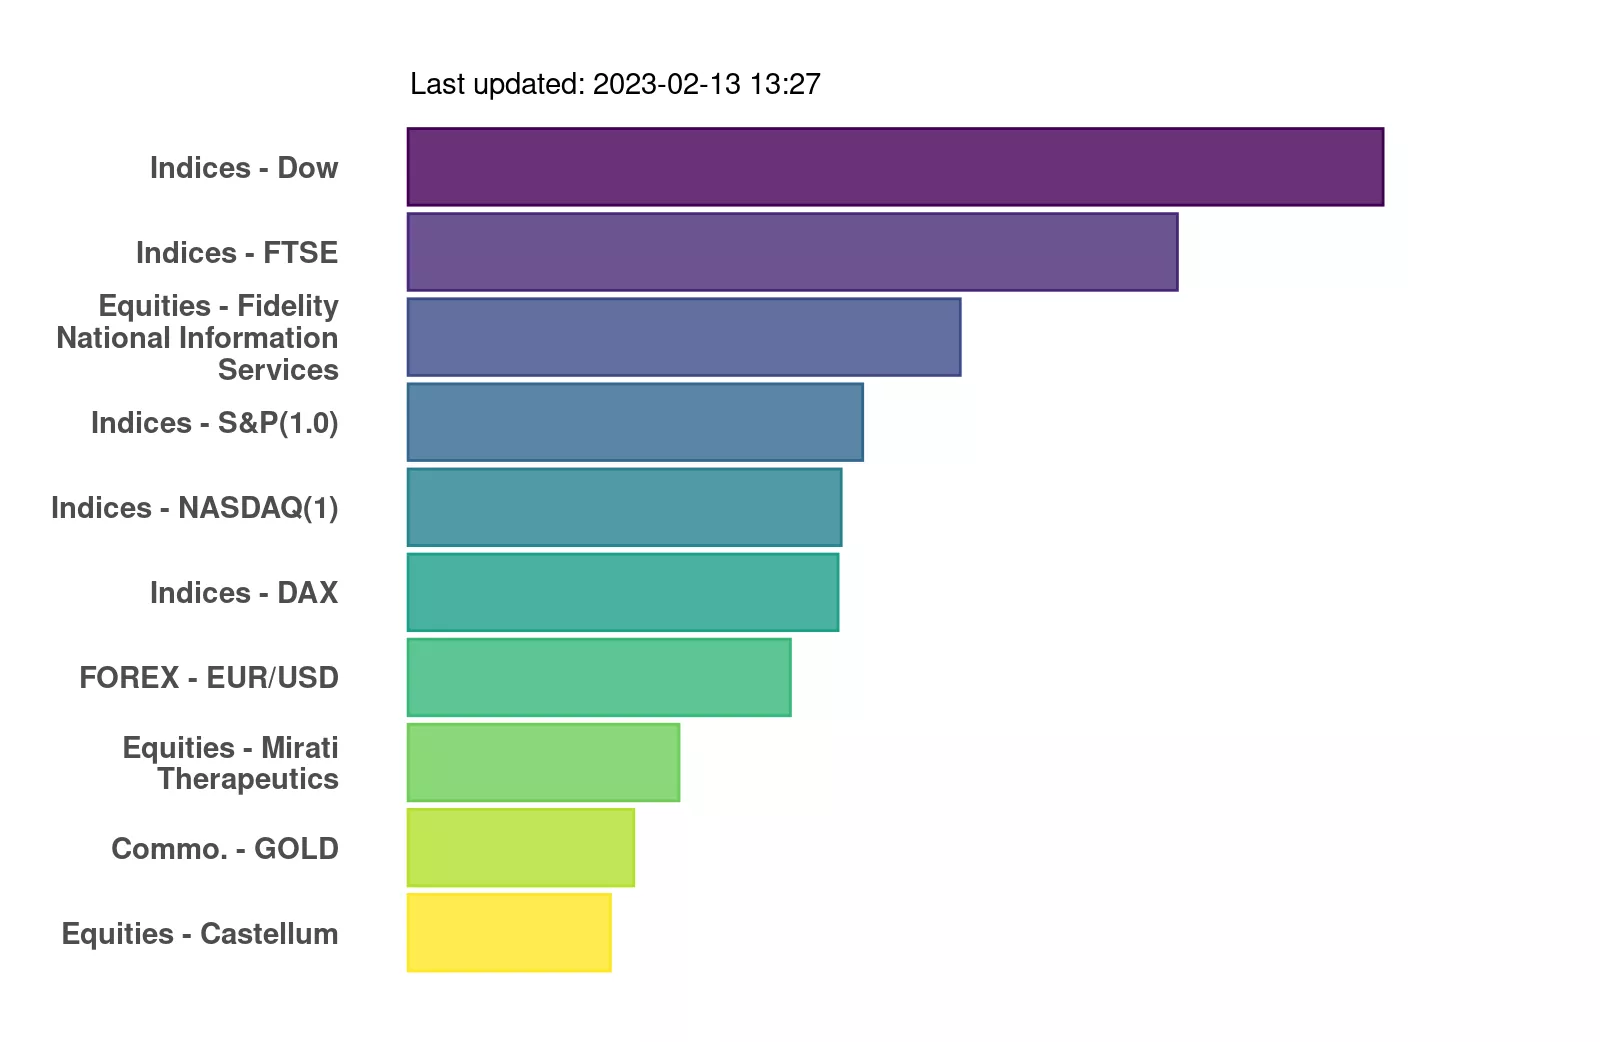 Last updated: 2023-02-13 13:27
Indices - Dow
Indices - FTSE
Equities - Fidelity
National Information
Services
Indices - S&P(1.0)
Indices - NASDAQ(1)
Indices - DAX
FOREX - EUR/USD
Equities - Mirati
Therapeutics
Commo. - GOLD
Equities - Castellum